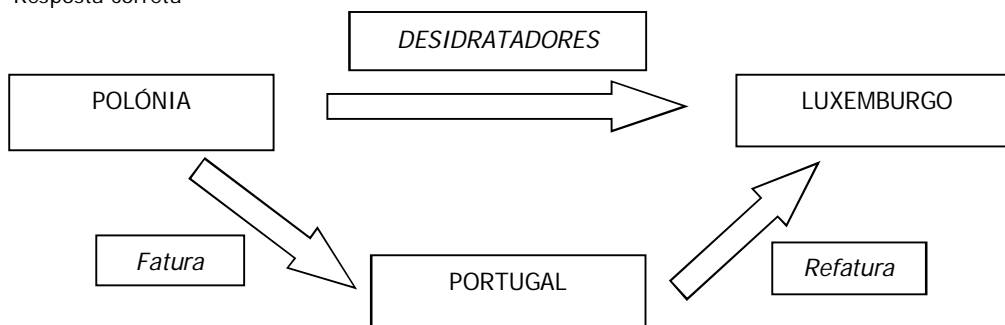 Resposta correta
DESIDRATADORES
POLÓNIA
LUXEMBURGO
Fatura
PORTUGAL
Refatura